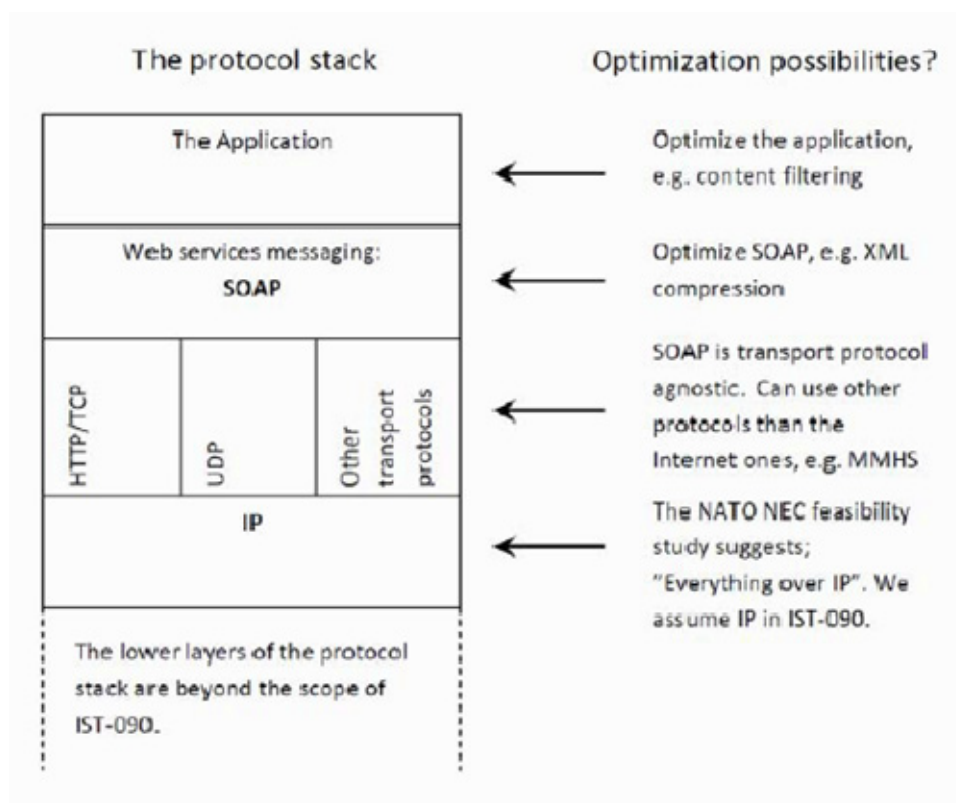 The protocol stack
Optimization possibilities?
The Application
Optimize the application,
e.g. content filtering
Web services messaging:
SOAP
Optimize SOAP, e.g. XML
compression
HTTP/TCP
UDP
Other
transport
protocols
SOAP is transport protocol
agnostic. Can use other
protocols than the
Internet ones, e.g. MMHS
IP
The NATO NEC feasibility
study suggests;
"Everything over IP". We
assume IP in IST-090.
The lower layers of the protocol
stack are beyond the scope of
IST-090.